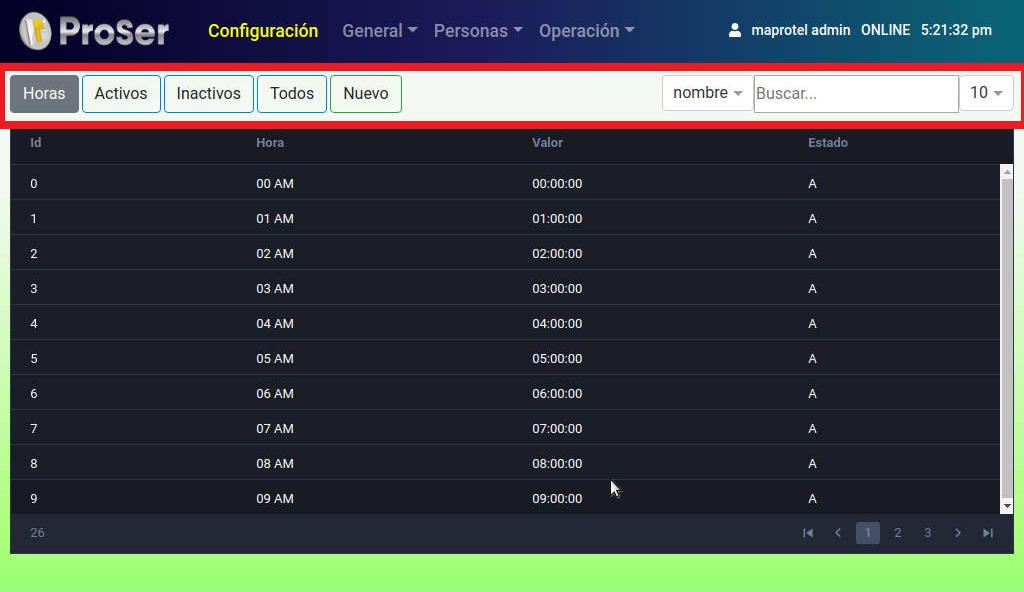 ProSer Configuración General Personas Operación maprotel admin ONLINE 5:21:32 pm
Horas Activos Inactivos Todos Nuevo nombre Buscar... 10
Id Hora Valor Estado
0 00 AM 00:00:00 A
1 01 AM 01:00:00 A
2 02 AM 02:00:00 A
3 03 AM 03:00:00 A
4 04 AM 04:00:00 A
5 05 AM 05:00:00 A
6 06 AM 06:00:00 A
7 07 AM 07:00:00 A
8 08 AM 08:00:00 A
9 09 AM 09:00:00 A
26 1 2 3